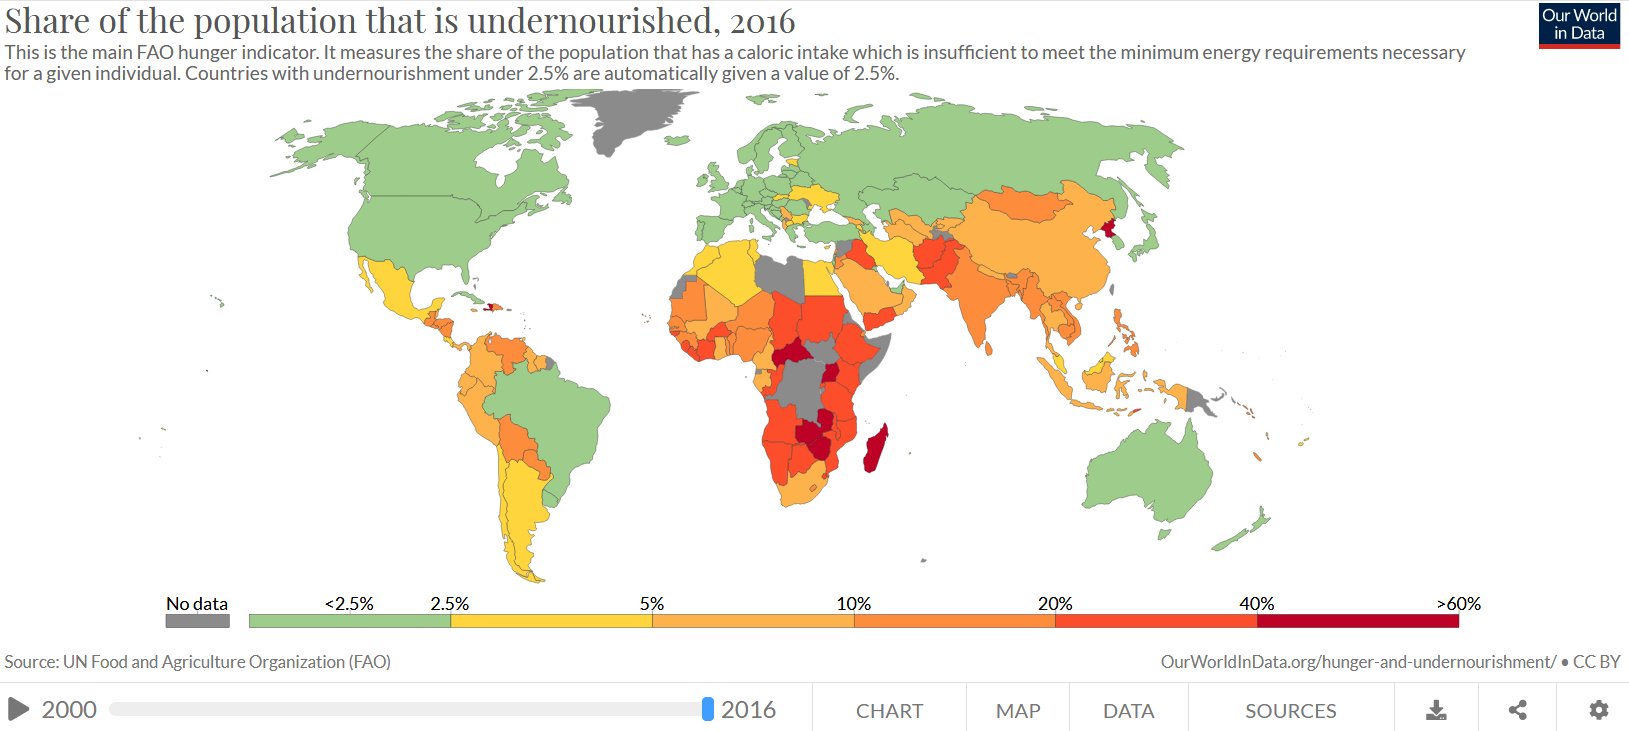 Share of the population that is undernourished, 2016
Our World
in Data
This is the main FAO hunger indicator. It measures the share of the population that has a caloric intake which is insufficient to meet the minimum energy requirements necessary
for a given individual. Countries with undernourishment under 2.5% are automatically given a value of 2.5%.
No data <2.5% 2.5% 5% 10% 20% 40% >60%
Source: UN Food and Agriculture Organization (FAO) OurWorldInData.org/hunger-and-undernourishment/ • CC BY
2000 2016 CHART MAP DATA SOURCES